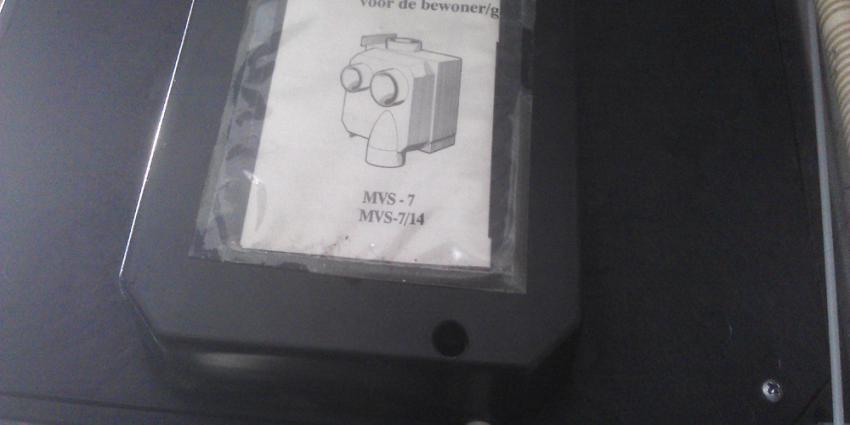 voor de bewoner/g
MVS - 7
MVS-7/14